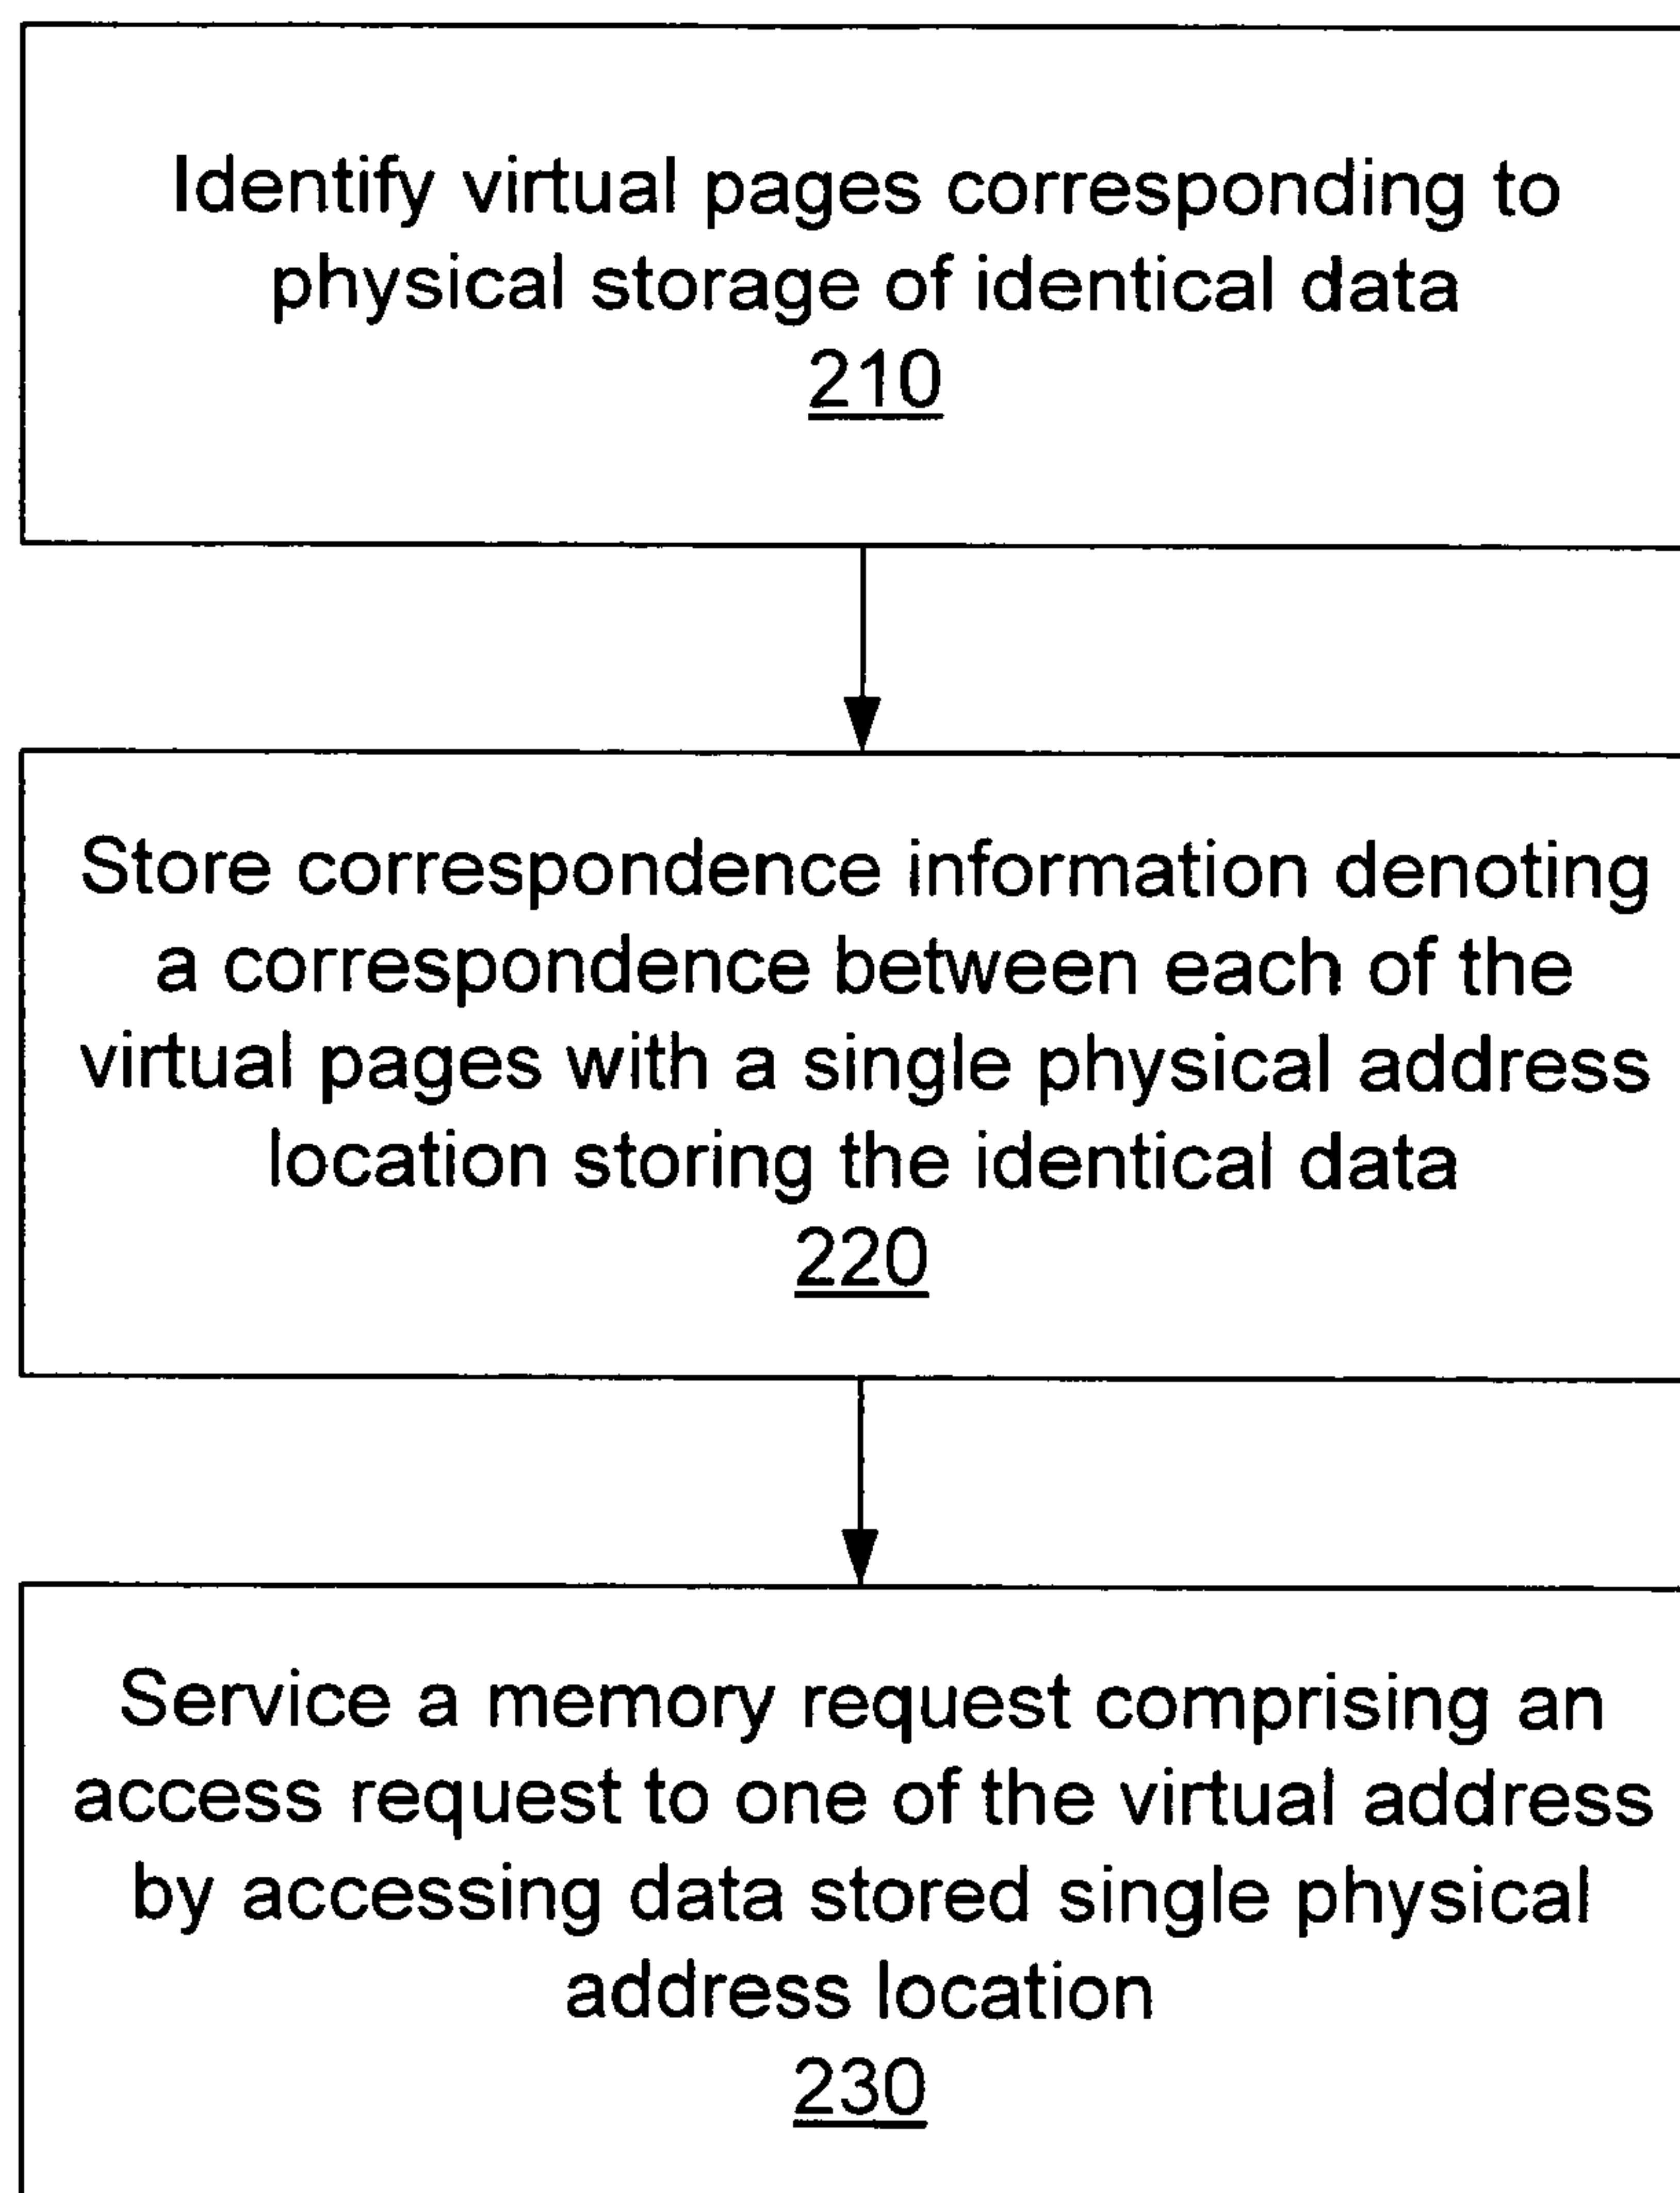 Identify virtual pages corresponding to
physical storage of identical data
210
Store correspondence information denoting
a correspondence between each of the
virtual pages with a single physical address
location storing the identical data
220
Service a memory request comprising an
access request to one of the virtual address
by accessing data stored single physical
address location
230